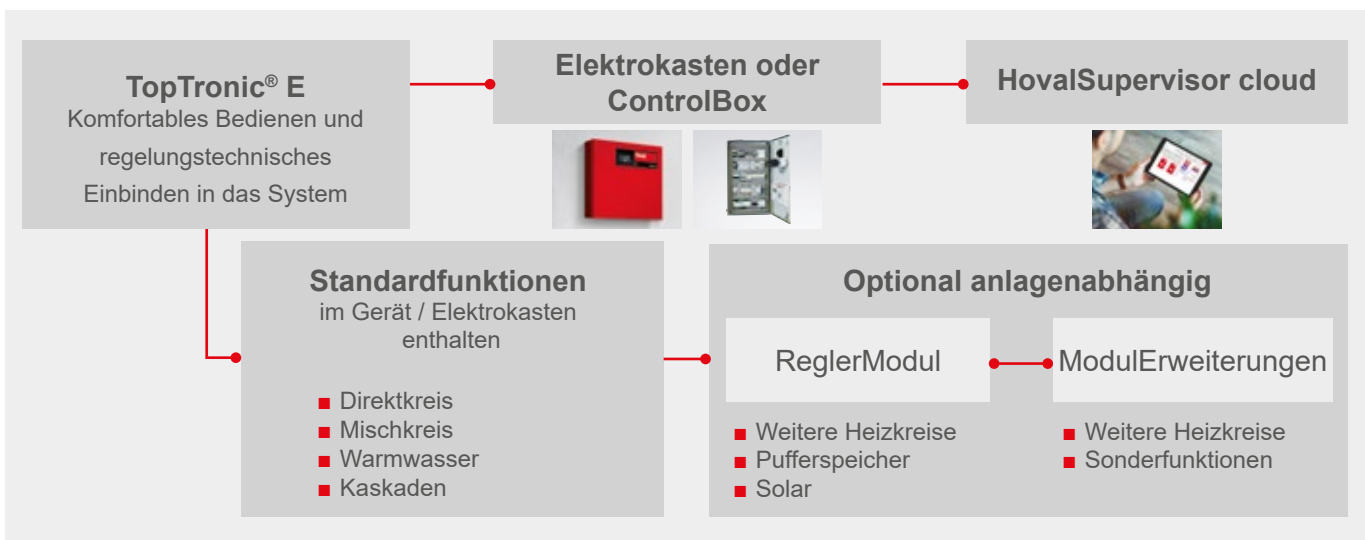 TopTronic® E
Komfortables Bedienen und
regelungstechnisches
Einbinden in das System
Elektrokasten oder
ControlBox
HovalSupervisor cloud
Standardfunktionen
im Gerät / Elektrokasten
enthalten
■ Direktkreis
■ Mischkreis
■ Warmwasser
■ Kaskaden
Optional anlagenabhängig
ReglerModul
■ Weitere Heizkreise
■ Pufferspeicher
■ Solar
ModulErweiterungen
■ Weitere Heizkreise
■ Sonderfunktionen